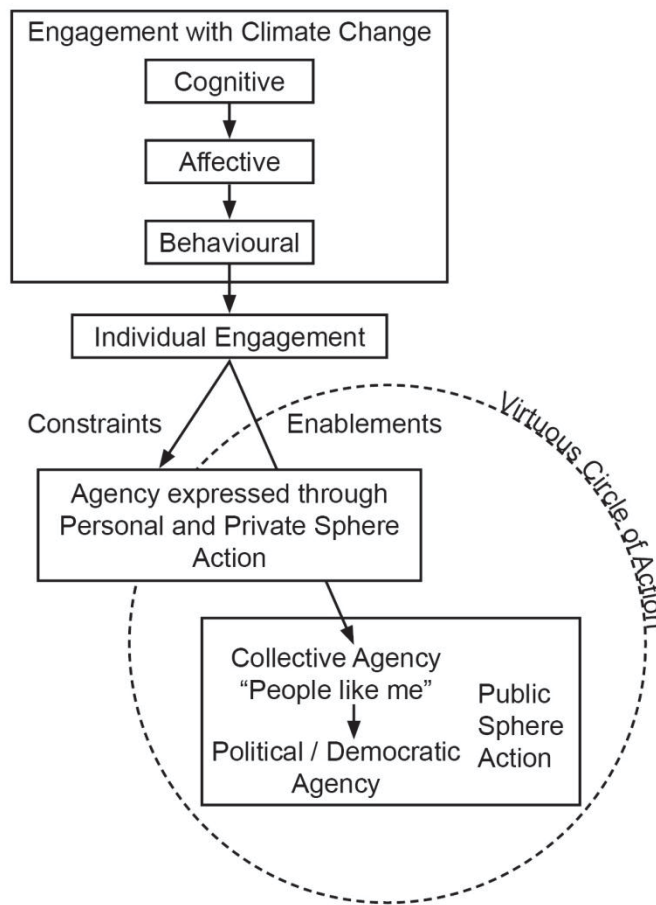 Engagement with Climate Change
Cognitive
Affective
Behavioural
Individual Engagement
Constraints
Enablements
Virtuous Circle of Action
Agency expressed through
Personal and Private Sphere
Action
Collective Agency
“People like me”
Political / Democratic
Agency
Public
Sphere
Action